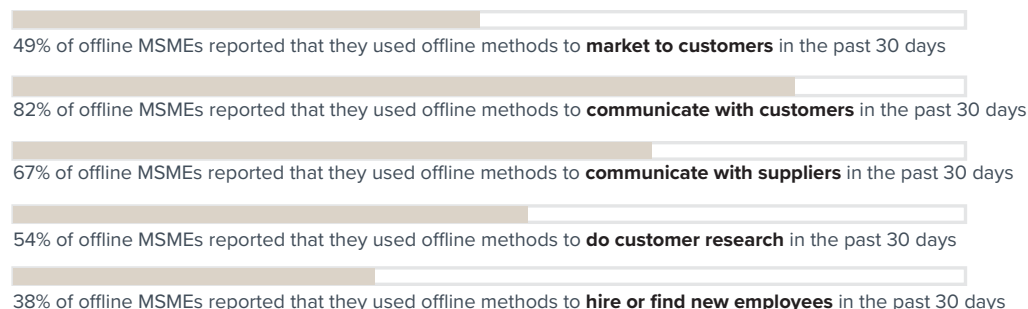 49% of offline MSMEs reported that they used offline methods to market to customers in the past 30 days
82% of offline MSMEs reported that they used offline methods to communicate with customers in the past 30 days
67% of offline MSMEs reported that they used offline methods to communicate with suppliers in the past 30 days
54% of offline MSMEs reported that they used offline methods to do customer research in the past 30 days
38% of offline MSMEs reported that they used offline methods to hire or find new employees in the past 30 days